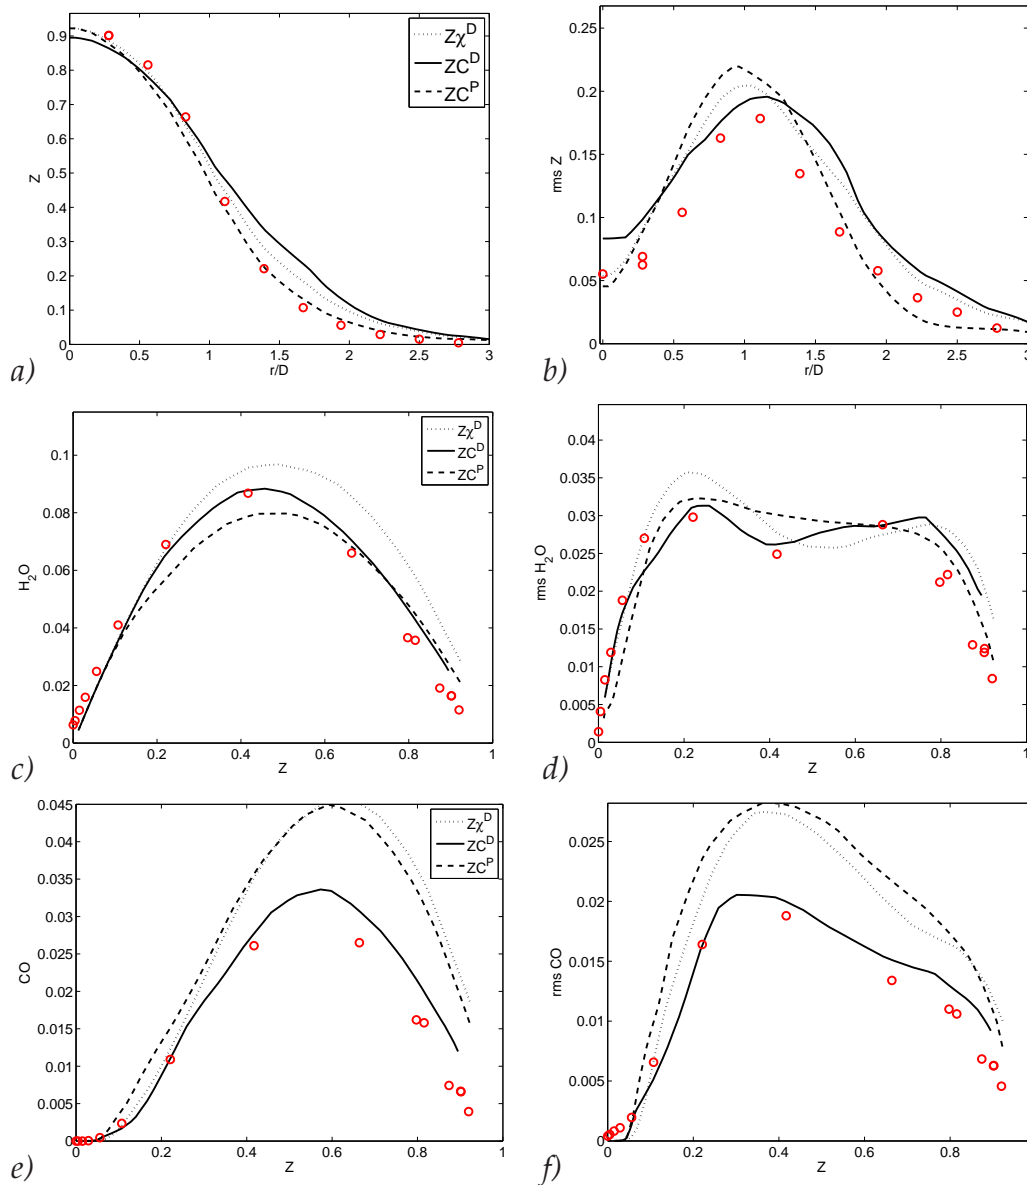 0.9
0.8
0.7
0.6
0.5
0.4
0.3
0.2
0.1
0
Z
0 0.5 1 1.5 2 2.5 3
r/D
Zχ^D
ZC^D
ZC^P
a)
0.25
0.20
0.15
0.10
0.05
0
rms Z
0 0.5 1 1.5 2 2.5 3
r/D
b)
0.1
0.08
0.06
0.04
0.02
0
H₂O
0 0.2 0.4 0.6 0.8 1
Z
Zχ^D
ZC^D
ZC^P
c)
0.04
0.035
0.03
0.025
0.02
0.015
0.01
0.005
0
rms H₂O
0 0.2 0.4 0.6 0.8 1
Z
d)
0.045
0.04
0.035
0.03
0.025
0.02
0.015
0.01
0.005
0
CO
0 0.2 0.4 0.6 0.8 1
Z
Zχ^D
ZC^D
ZC^P
e)
0.025
0.02
0.015
0.01
0.005
0
rms CO
0 0.2 0.4 0.6 0.8
Z
f)